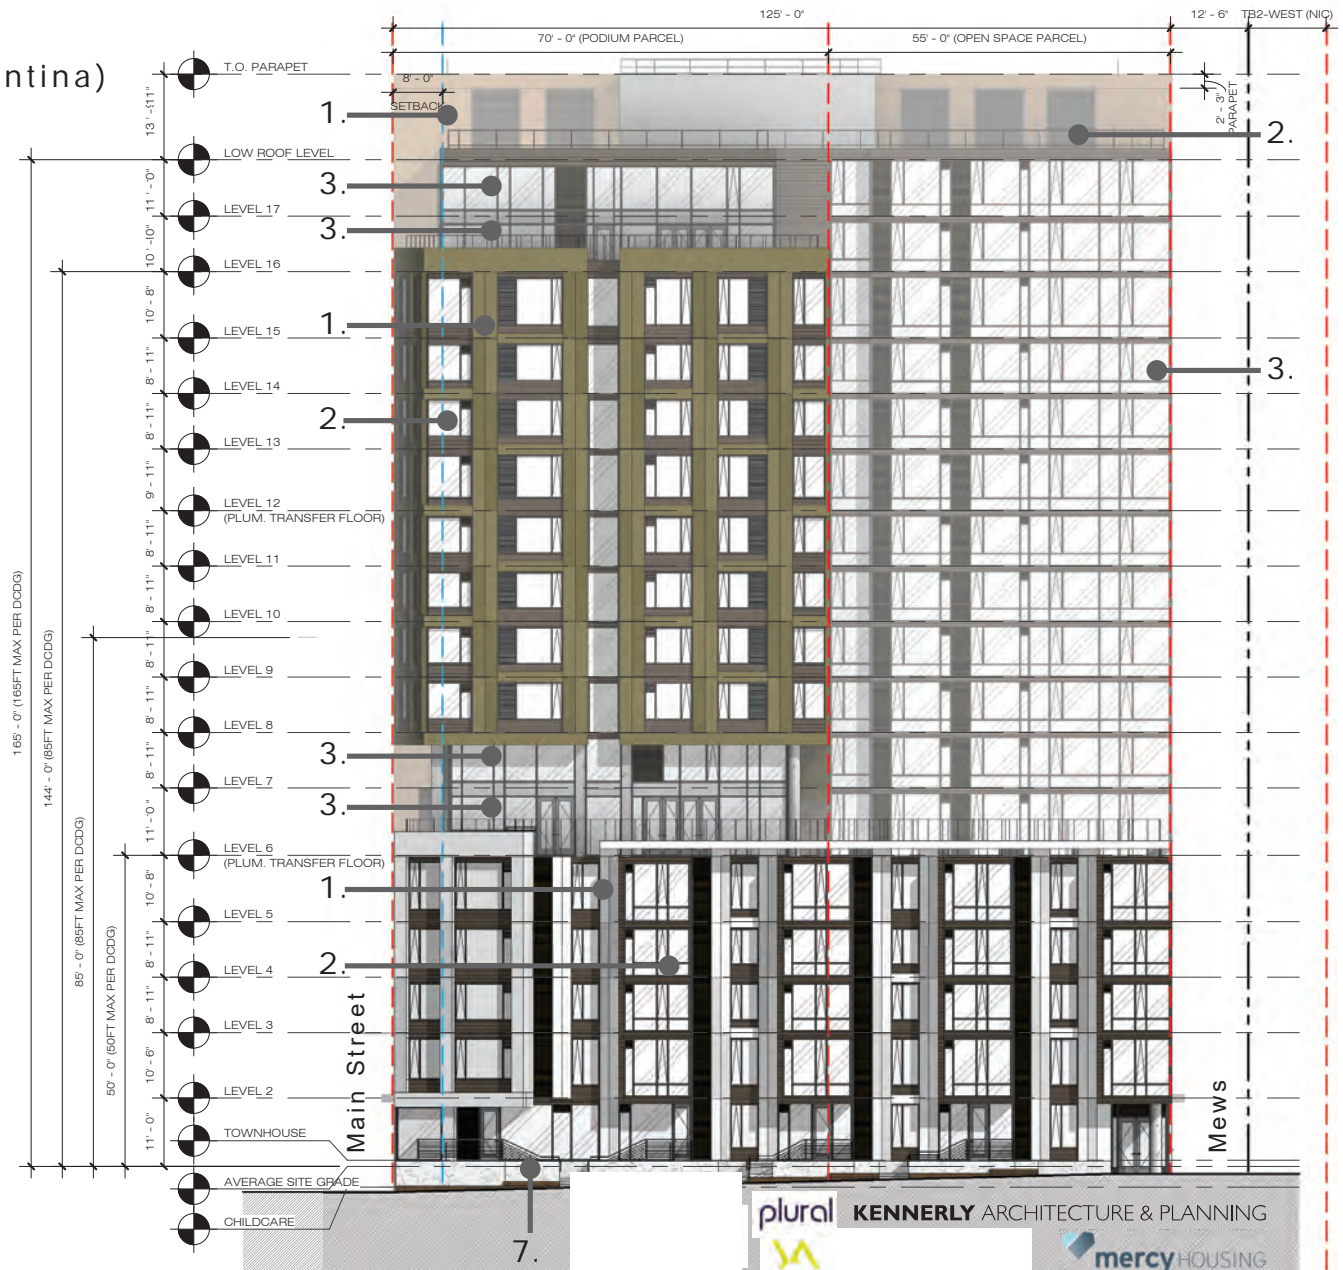 125' - 0"
12' - 6"
TB2-WEST (NIC)
70' - 0" (PODIUM PARCEL)
55' - 0" (OPEN SPACE PARCEL)
ntina)
T.O. PARAPET
8' - 0"
SETBACK
13' - 11"
2' - 3"
PARAPET
1.
2.
LOW ROOF LEVEL
3.
11' - 0"
LEVEL 17
3.
10' - 10"
LEVEL 16
10' - 8"
1.
LEVEL 15
8' - 11"
3.
LEVEL 14
8' - 11"
2.
LEVEL 13
9' - 11"
LEVEL 12
(PLUM. TRANSFER FLOOR)
8' - 11"
LEVEL 11
8' - 11"
LEVEL 10
8' - 11"
LEVEL 9
8' - 11"
LEVEL 8
8' - 11"
3.
LEVEL 7
3.
11' - 0"
LEVEL 6
(PLUM. TRANSFER FLOOR)
10' - 8"
1.
LEVEL 5
8' - 11"
2.
LEVEL 4
8' - 11"
LEVEL 3
10' - 6"
LEVEL 2
11' - 0"
TOWNHOUSE
AVERAGE SITE GRADE
CHILDCARE
165' - 0" (165FT MAX PER DCDG)
144' - 0" (85FT MAX PER DCDG)
85' - 0" (85FT MAX PER DCDG)
50' - 0" (50FT MAX PER DCDG)
Main Street
Mews
7.
plural
KENNERLY ARCHITECTURE & PLANNING
mercy HOUSING